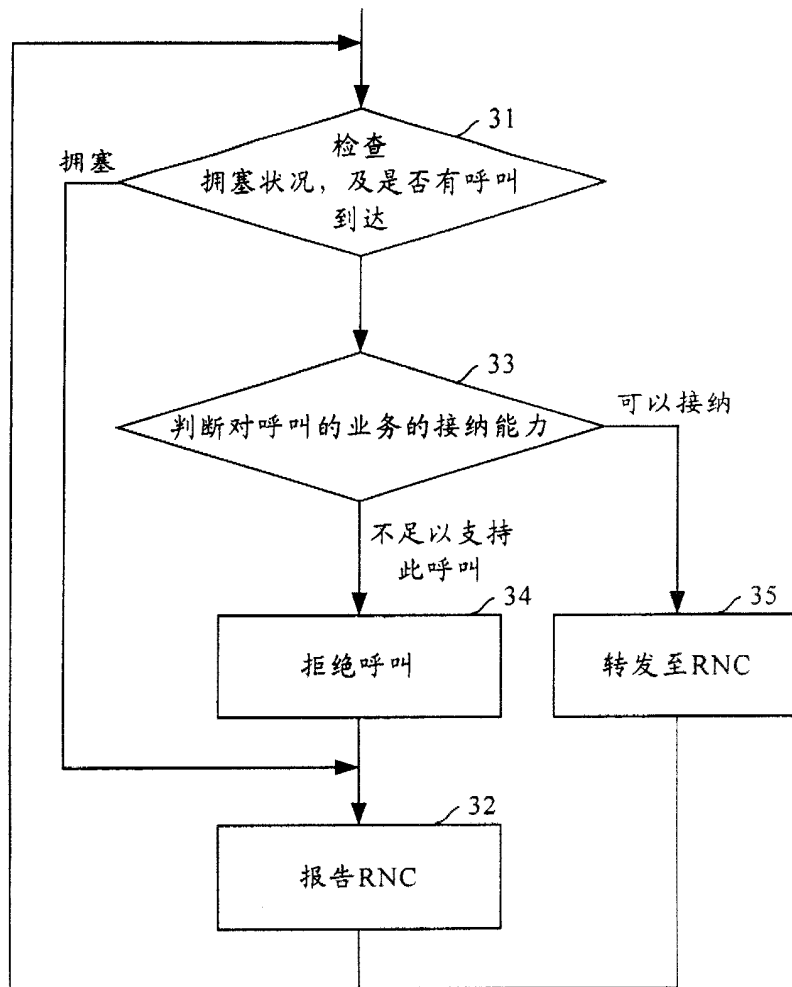 31
检查
拥塞状况，及是否有呼叫
到达
拥塞
33
判断对呼叫的业务的接纳能力
可以接纳
不足以支持
此呼叫
34
拒绝呼叫
35
转发至RNC
32
报告RNC